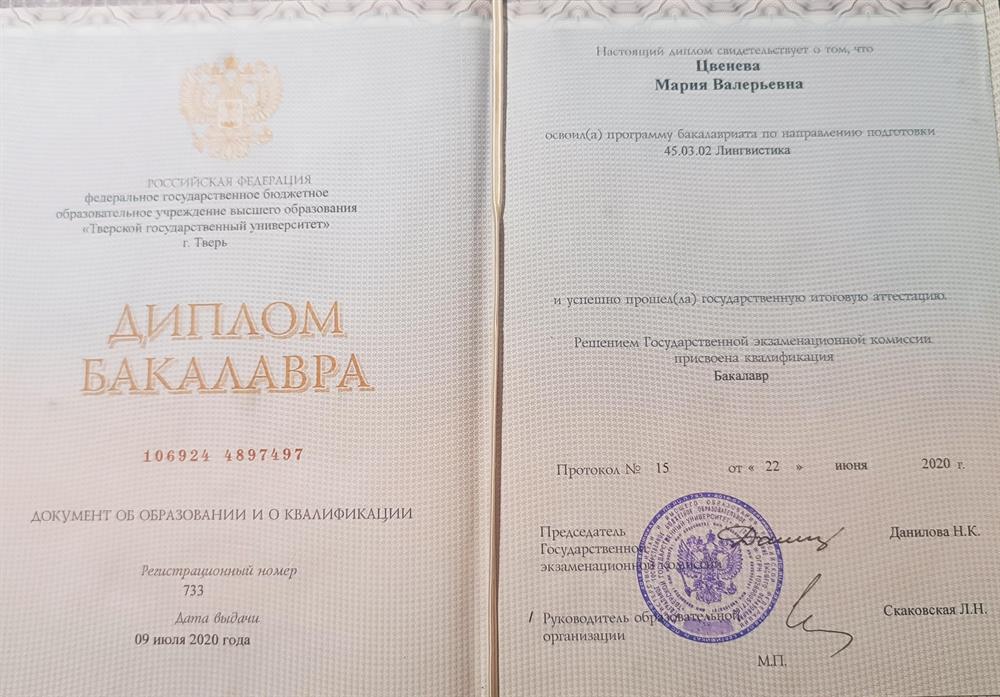 РОССИЙСКАЯ ФЕДЕРАЦИЯ
федеральное государственное бюджетное
образовательное учреждение высшего образования
«Тверской государственный университет»
г. Тверь
ДИПЛОМ
БАКАЛАВРА
106924 4897497
ДОКУМЕНТ ОБ ОБРАЗОВАНИИ И О КВАЛИФИКАЦИИ
Регистрационный номер
733
Дата выдачи
09 июля 2020 года
Настоящий диплом свидетельствует о том, что
Цвенева
Мария Валерьевна
освоил(а) программу бакалавриата по направлению подготовки
45.03.02 Лингвистика
и успешно прошел(ла) государственную итоговую аттестацию.
Решением Государственной экзаменационной комиссии
присвоена квалификация
Бакалавр
Протокол № 15 от « 22 » июня 2020 г.
Председатель
Государственной
экзаменационной комиссии
Данилова Н.К.
/ Руководитель образовательной
организации
Скаковская Л.Н.
М.П.